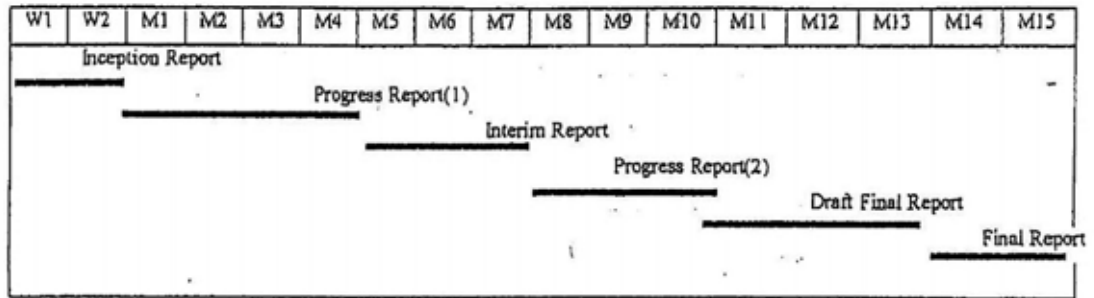 W1 W2 M1 M2 M3 M4 M5 M6 M7 M8 M9 M10 M11 M12 M13 M14 M15
Inception Report
Progress Report(1)
Interim Report
Progress Report(2)
Draft Final Report
Final Report